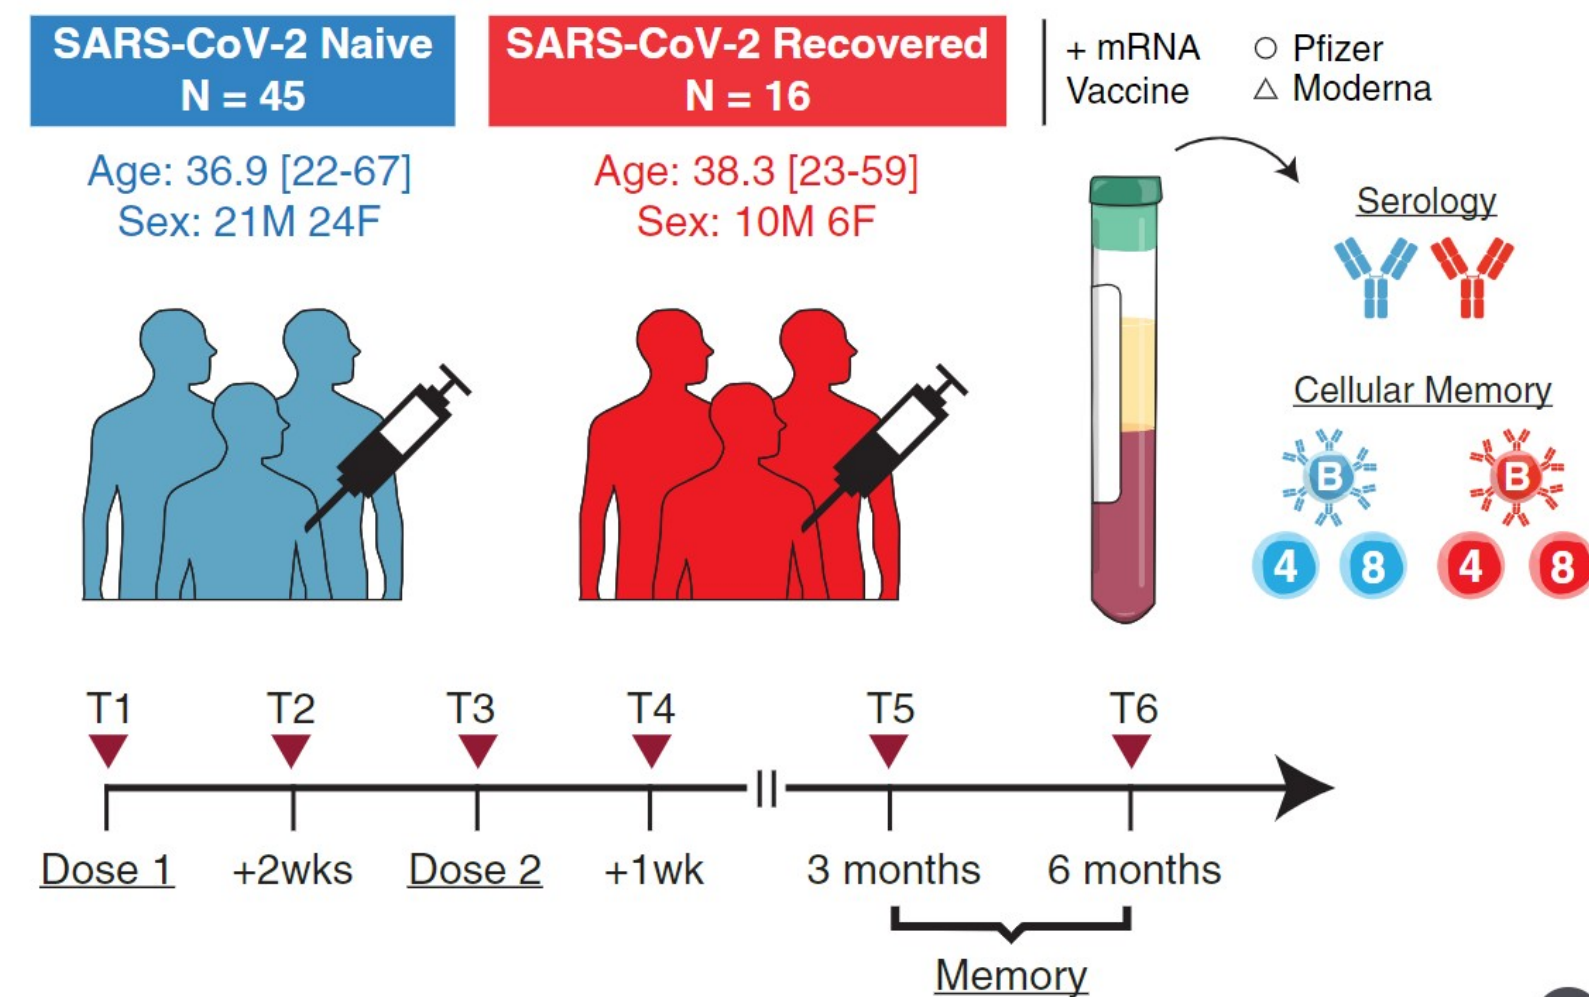 SARS-CoV-2 Naive
N = 45
Age: 36.9 [22-67]
Sex: 21M 24F
SARS-CoV-2 Recovered
N = 16
Age: 38.3 [23-59]
Sex: 10M 6F
+ mRNA
Vaccine
Pfizer
Moderna
Serology
Cellular Memory
B
B
4
8
4
8
T1
T2
T3
T4
T5
T6
Dose 1
+2wks
Dose 2
+1wk
3 months
6 months
Memory